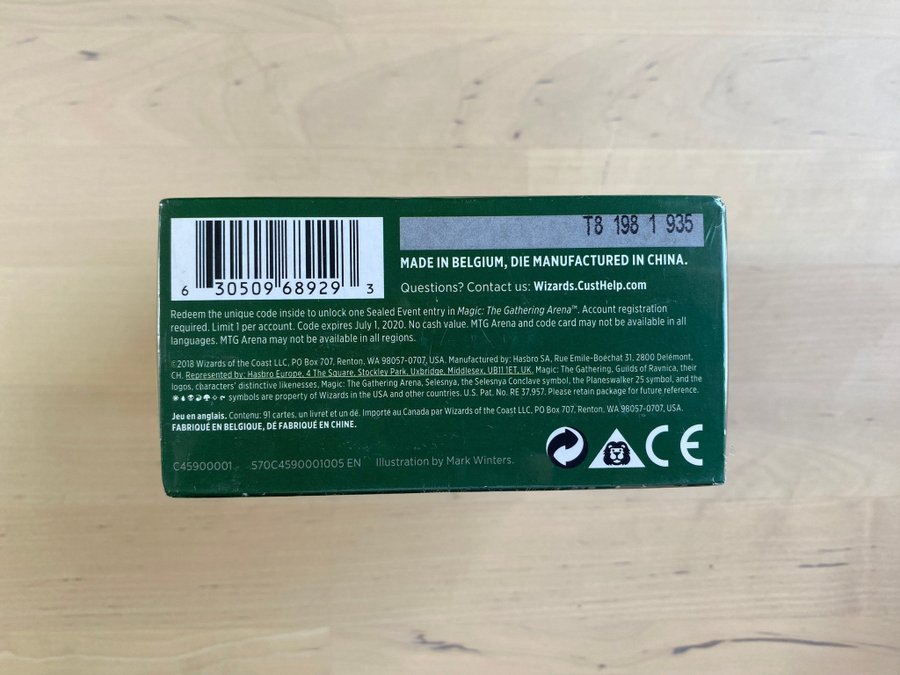 T8 198 1 935
6 30509 68929 3
MADE IN BELGIUM, DIE MANUFACTURED IN CHINA.
Questions? Contact us: Wizards.CustHelp.com
Redeem the unique code inside to unlock one Sealed Event entry in Magic: The Gathering Arena™. Account registration
required. Limit 1 per account. Code expires July 1, 2020. No cash value. MTG Arena and code card may not be available in all
languages. MTG Arena may not be available in all regions.
©2018 Wizards of the Coast LLC, PO Box 707, Renton, WA 98057-0707, USA. Manufactured by: Hasbro SA, Rue Emile-Boéchat 31, 2800 Delémont,
CH. Represented by: Hasbro Europe, 4 The Square, Stockley Park, Uxbridge, Middlesex, UB11 1ET, UK. Magic: The Gathering, Guilds of Ravnica, their
logos, characters' distinctive likenesses, Magic: The Gathering Arena, Selesnya, the Selesnya Conclave symbol, the Planeswalker 25 symbol, and the
symbols are property of Wizards in the USA and other countries. U.S. Pat. No. RE 37,957. Please retain package for future reference.
Jeu en anglais. Contenu: 91 cartes, un livret et un dé. Importé au Canada par Wizards of the Coast LLC, PO Box 707, Renton, WA 98057-0707, USA.
FABRIQUÉ EN BELGIQUE, DÉ FABRIQUÉ EN CHINE.
C45900001 570C4590001005 EN Illustration by Mark Winters.
CE